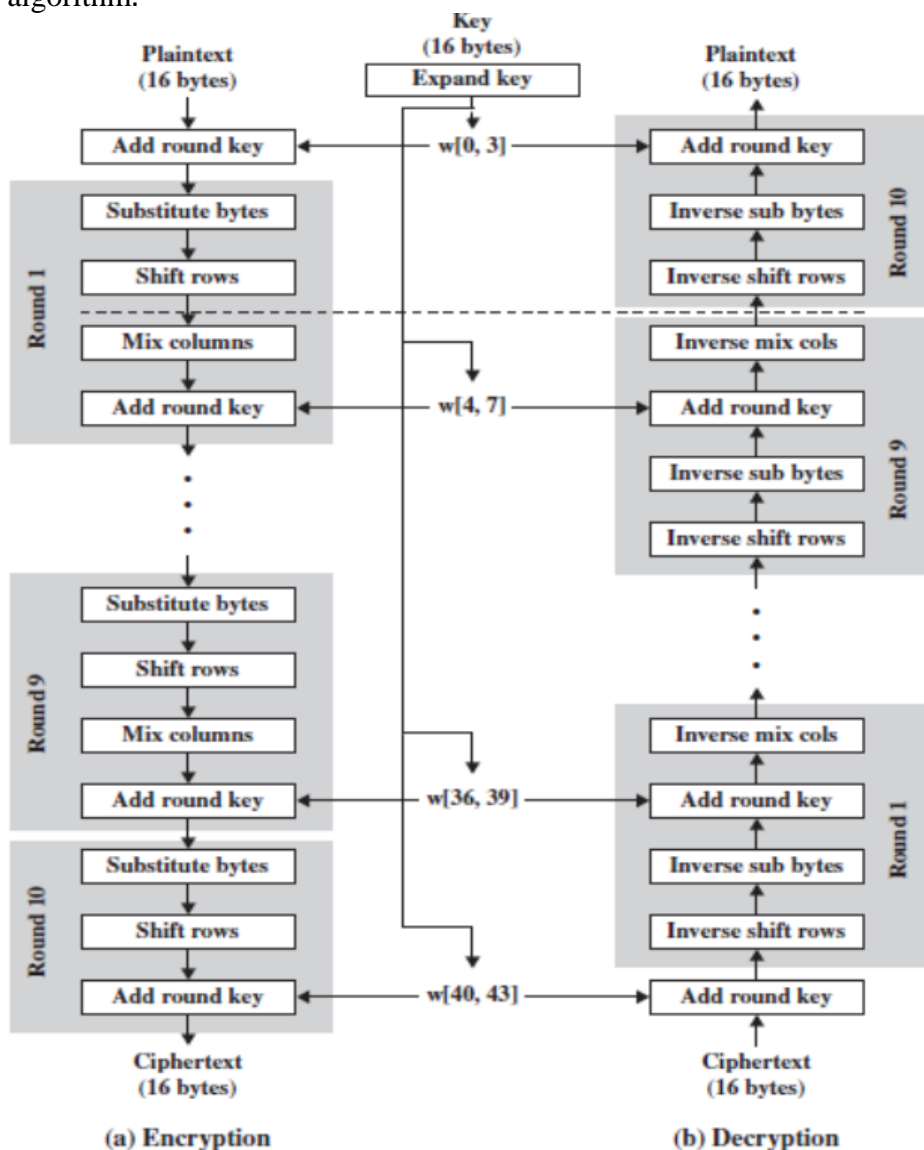 algorithm.
Key
(16 bytes)
Plaintext
(16 bytes)
Expand key
Plaintext
(16 bytes)
Add round key
w[0, 3]
Add round key
Substitute bytes
Inverse sub bytes
Round 10
Shift rows
Inverse shift rows
Round 1
Mix columns
Inverse mix cols
Add round key
w[4, 7]
Add round key
Inverse sub bytes
Round 9
Inverse shift rows
Substitute bytes
Shift rows
Round 9
Mix columns
Inverse mix cols
Add round key
w[36, 39]
Add round key
Substitute bytes
Inverse sub bytes
Round 1
Round 10
Shift rows
Inverse shift rows
Add round key
w[40, 43]
Add round key
Ciphertext
(16 bytes)
Ciphertext
(16 bytes)
(a) Encryption
(b) Decryption